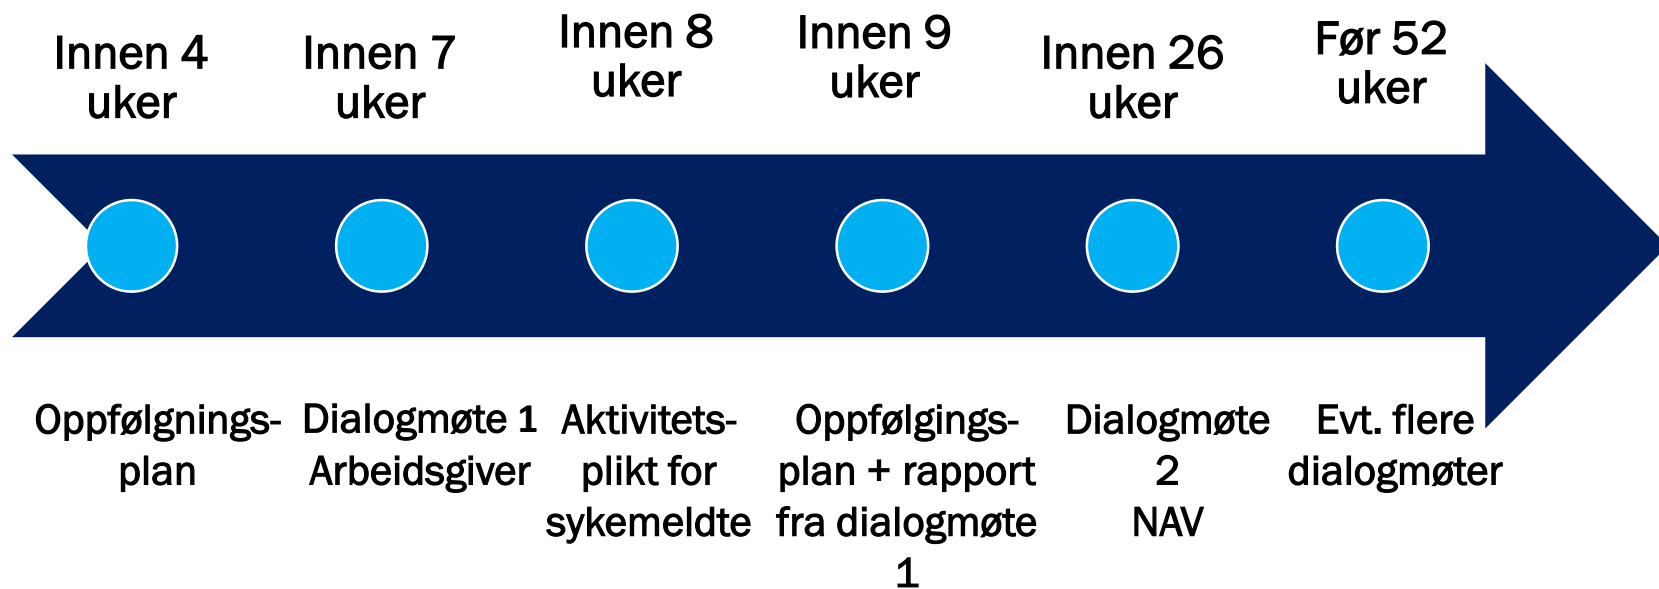 Innen 4
uker
Innen 7
uker
Innen 8
uker
Innen 9
uker
Innen 26
uker
Før 52
uker
Oppfølgnings-
plan
Dialogmøte 1
Arbeidsgiver
Aktivitets-
plikt for
sykemeldte
Oppfølgings-
plan + rapport
fra dialogmøte
1
Dialogmøte
2
NAV
Evt. flere
dialogmøter